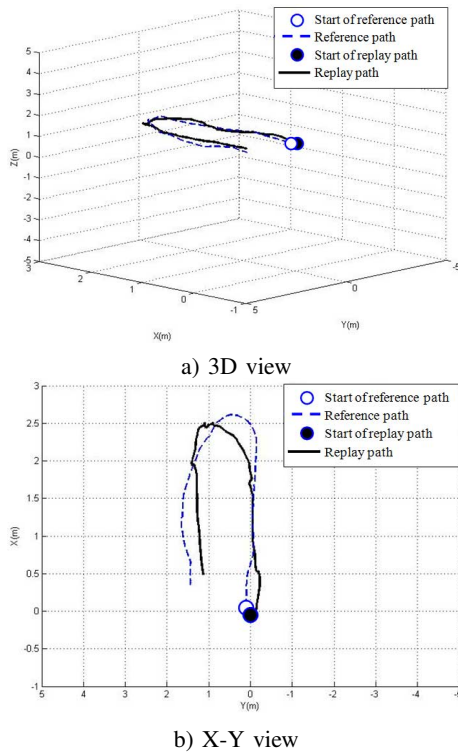 Start of reference path
Reference path
Start of replay path
Replay path
5
4
3
2
1
0
-1
-2
-3
-4
-5
Z(m)
3
2
1
0
-1
X(m)
5
0
-5
Y(m)
a) 3D view
Start of reference path
Reference path
Start of replay path
Replay path
3
2.5
2
1.5
1
0.5
0
-0.5
-1
X(m)
5 4 3 2 1 0 -1 -2 -3 -4 -5
Y(m)
b) X-Y view